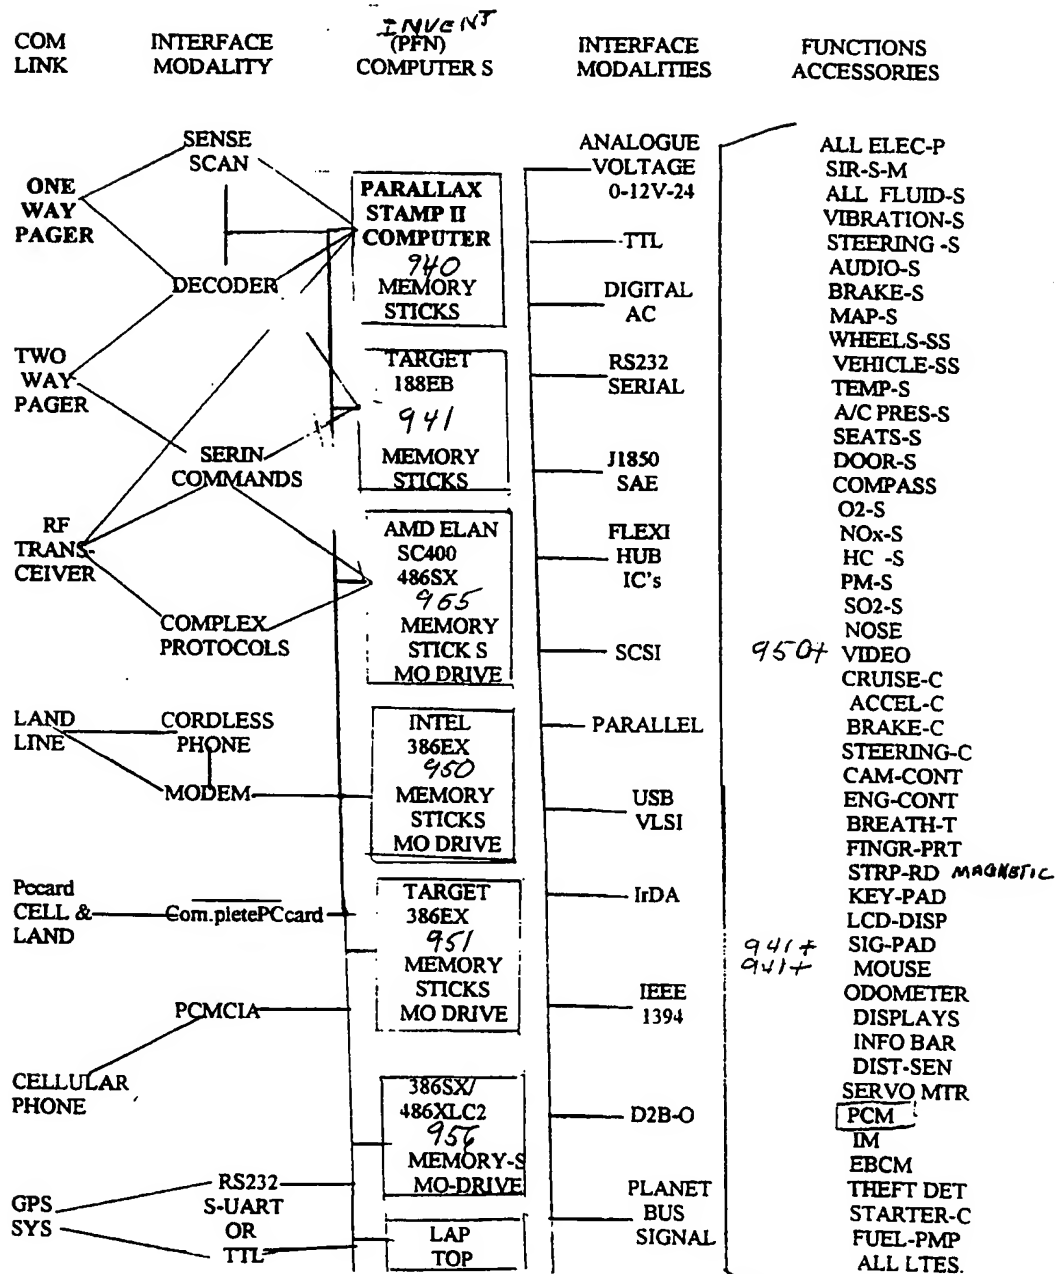 COM
LINK
INTERFACE
MODALITY
INVENT
(PFN)
COMPUTER S
INTERFACE
MODALITIES
FUNCTIONS
ACCESSORIES
ONE
WAY
PAGER
TWO
WAY
PAGER
RF
TRANS-
CEIVER
LAND
LINE
Pccard
CELL &
LAND
CELLULAR
PHONE
GPS
SYS
SENSE
SCAN
DECODER
SERIN
COMMANDS
COMPLEX
PROTOCOLS
CORDLESS
PHONE
MODEM
Com.pletePCcard
PCMCIA
RS232
S-UART
OR
TTL
PARALLAX
STAMP II
COMPUTER
940
MEMORY
STICKS
TARGET
188EB
941
MEMORY
STICKS
AMD ELAN
SC400
486SX
965
MEMORY
STICK S
MO DRIVE
INTEL
386EX
950
MEMORY
STICKS
MO DRIVE
TARGET
386EX
951
MEMORY
STICKS
MO DRIVE
386SX/
486XLC2
956
MEMORY-S
MO-DRIVE
LAP
TOP
ANALOGUE
VOLTAGE
0-12V-24
-TTL
DIGITAL
AC
RS232
SERIAL
J1850
SAE
FLEXI
HUB
IC's
SCSI
PARALLEL
USB
VLSI
IrDA
IEEE
1394
D2B-O
PLANET
BUS
SIGNAL
ALL ELEC-P
SIR-S-M
ALL FLUID-S
VIBRATION-S
STEERING -S
AUDIO-S
BRAKE-S
MAP-S
WHEELS-SS
VEHICLE-SS
TEMP-S
A/C PRES-S
SEATS-S
DOOR-S
COMPASS
O2-S
NOx-S
HC -S
PM-S
SO2-S
NOSE
950+ VIDEO
CRUISE-C
ACCEL-C
BRAKE-C
STEERING-C
CAM-CONT
ENG-CONT
BREATH-T
FINGR-PRT
STRP-RD MAGNETIC
KEY-PAD
LCD-DISP
941+ SIG-PAD
941+ MOUSE
ODOMETER
DISPLAYS
INFO BAR
DIST-SEN
SERVO MTR
PCM
IM
EBCM
THEFT DET
STARTER-C
FUEL-PMP
ALL LTES.